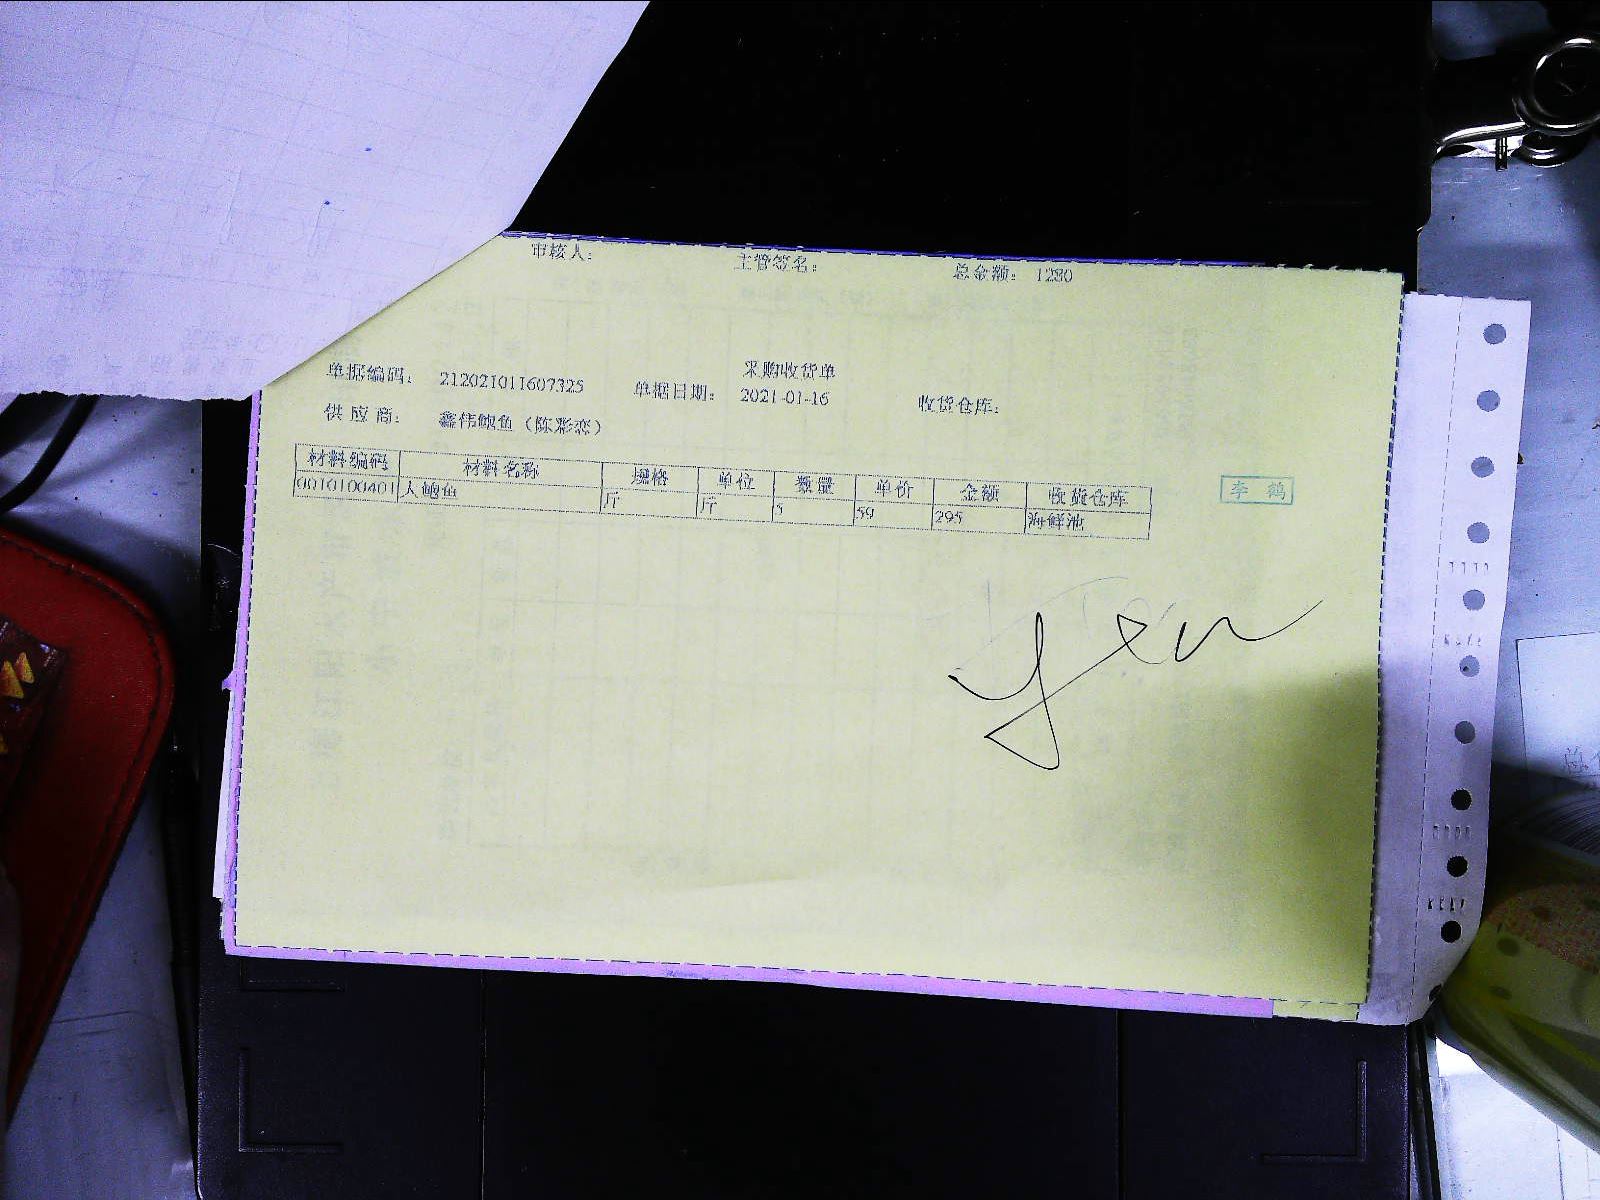 审核人： 主管签名： 总金额： 1280
采购收货单
单据编码： 212021011607325 单据日期： 2021-01-16 收货仓库：
供应商： 鑫伟鲍鱼（陈彩恋）
材料编码 材料名称 规格 单位 数量 单价 金额 收货仓库
0010100401 人鲍鱼 斤 斤 5 59 295 海鲜池
李鹤